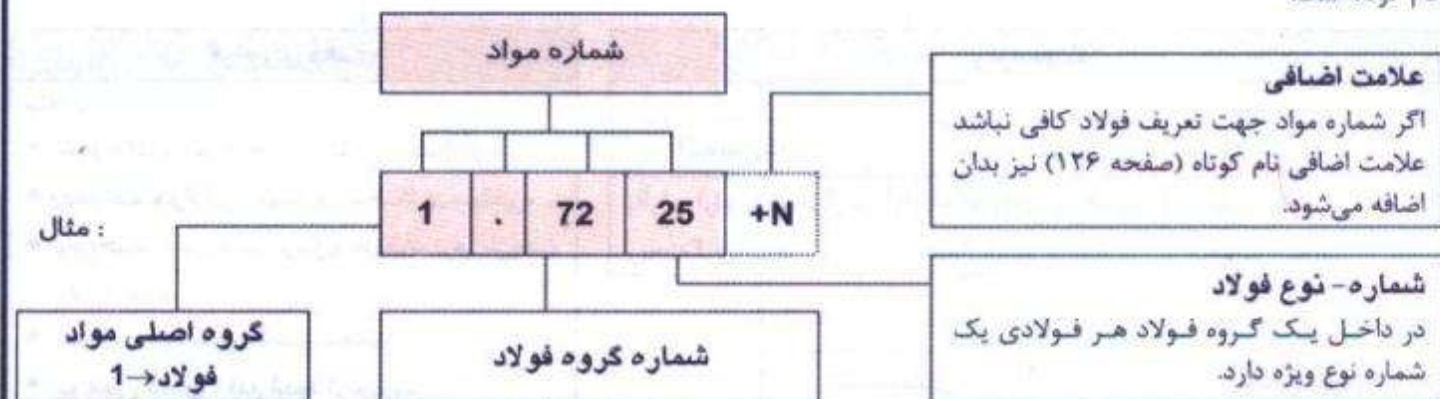 شماره مواد
علامت اضافی
اگر شماره مواد جهت تعریف فولاد کافی نباشد
علامت اضافی نام کوتاه (صفحه ۱۲۶) نیز بدان
اضافه می‌شود.
مثال :
1 . 72 25 +N
شماره- نوع فولاد
در داخل یک گروه فولاد هر فولادی یک
شماره نوع ویژه دارد.
شماره گروه فولاد
گروه اصلی مواد
فولاد→1